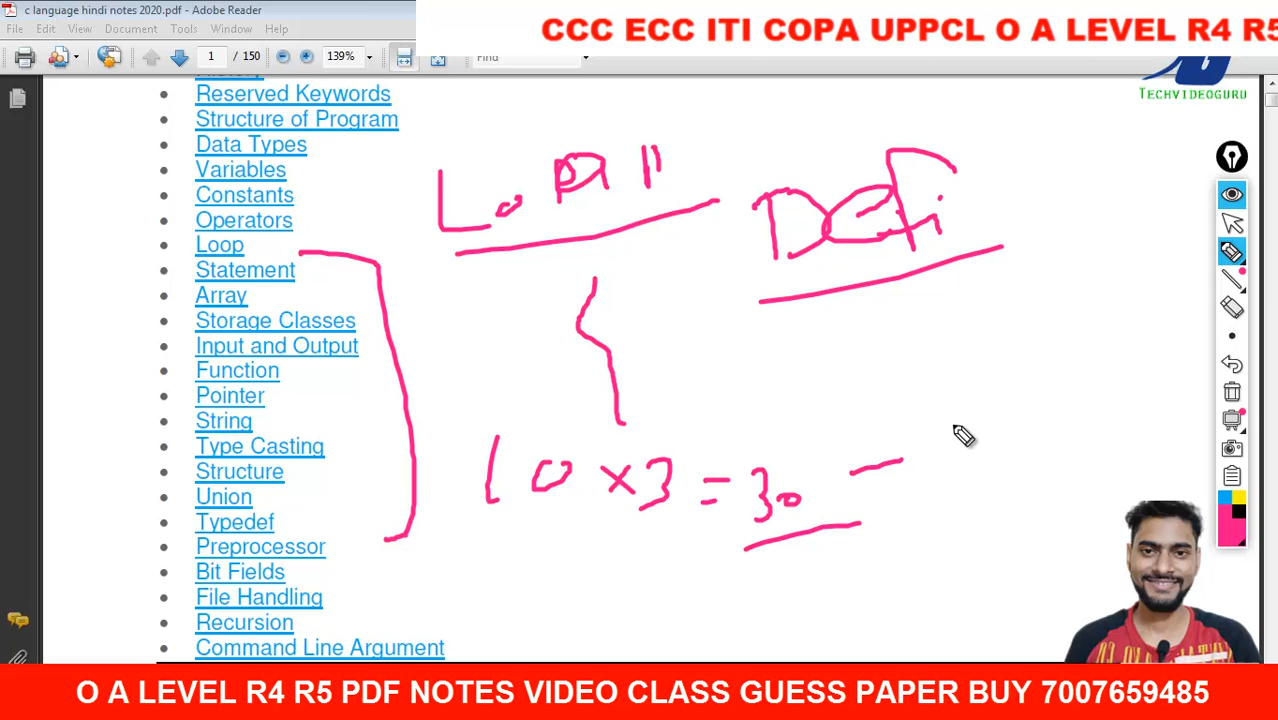 c language hindi notes 2020.pdf - Adobe Reader
CCC ECC ITI COPA UPPCL O A LEVEL R4 R5
File Edit View Document Tools Window Help
1 / 150 139% Find
TECHVIDEOGURU
Reserved Keywords
Structure of Program
Data Types
Variables
Constants
Operators
Loop
Statement
Array
Storage Classes
Input and Output
Function
Pointer
String
Type Casting
Structure
Union
Typedef
Preprocessor
Bit Fields
File Handling
Recursion
Command Line Argument
Defi
10 x 3 = 30 –
O A LEVEL R4 R5 PDF NOTES VIDEO CLASS GUESS PAPER BUY 7007659485